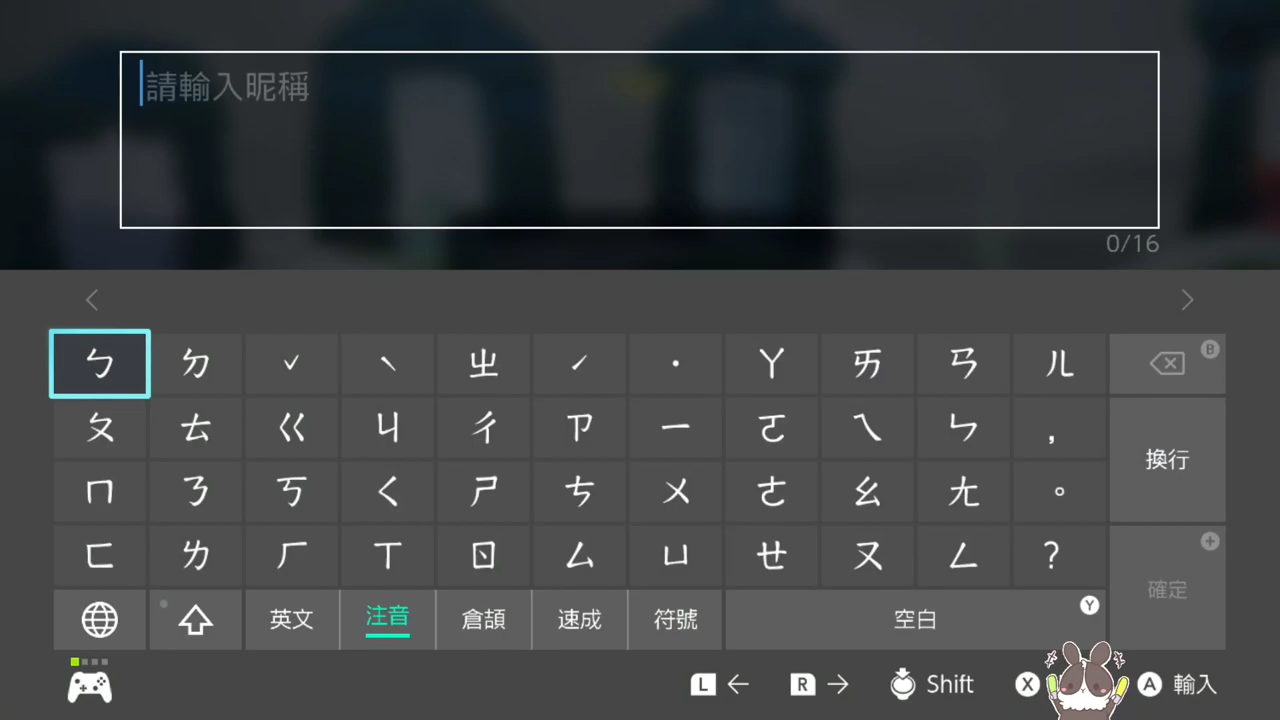 請輸入昵稱
0/16
ㄅ ㄉ ˇ ˋ ㄓ ˊ ˙ ㄚ ㄞ ㄢ ㄦ B
ㄆ ㄊ ㄍ ㄐ ㄔ ㄗ ㄧ ㄛ ㄟ ㄣ , 換行
ㄇ ㄋ ㄎ ㄑ ㄕ ㄘ ㄨ ㄜ ㄠ ㄤ 。
ㄈ ㄌ ㄏ ㄒ ㄖ ㄙ ㄩ ㄝ ㄡ ㄥ ? 確定
英文 注音 倉頡 速成 符號 空白 Y
L ← R → Shift X A 輸入